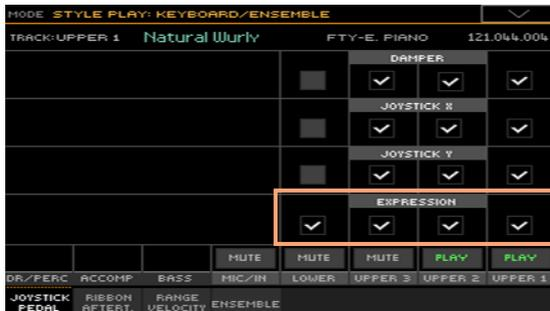 MODE STYLE PLAY: KEYBOARD/ENSEMBLE
TRACK:UPPER 1 Natural Wurly FTY-E. PIANO 121.044.004
DAMPER
JOYSTICK X
JOYSTICK Y
EXPRESSION
MUTE MUTE MUTE PLAY PLAY
DR/PERC ACCOMP BASS MIC/IN LOWER UPPER 3 UPPER 2 UPPER 1
JOYSTICK PEDAL RIBBON AFTERT. RANGE VELOCITY ENSEMBLE